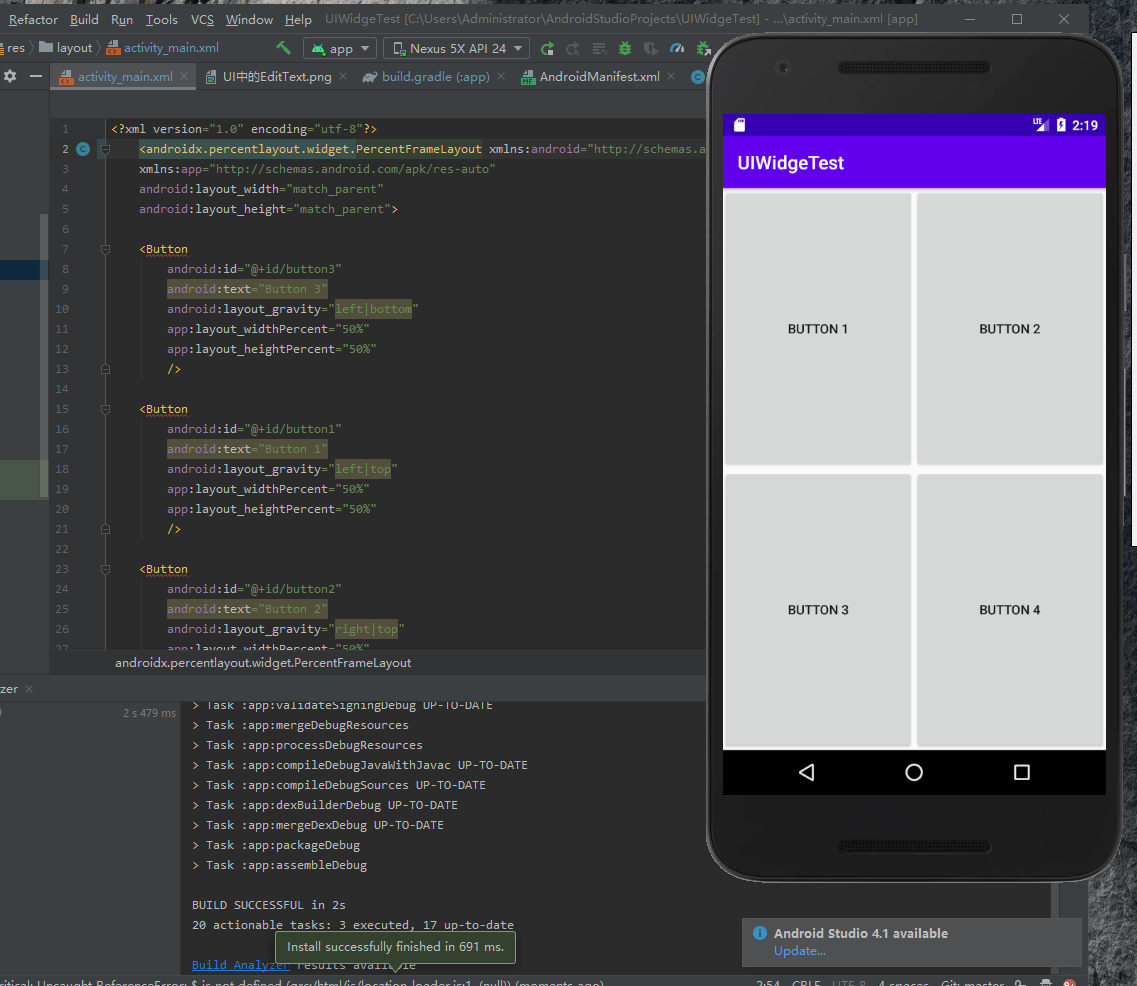 Refactor Build Run Tools VCS Window Help UIWidgeTest [C:\Users\Administrator\AndroidStudioProjects\UIWidgeTest] - ...\activity_main.xml [app]
res layout activity_main.xml app Nexus 5X API 24
activity_main.xml UI中的EditText.png build.gradle (:app) AndroidManifest.xml
1 <?xml version="1.0" encoding="utf-8"?>
2 <androidx.percentlayout.widget.PercentFrameLayout xmlns:android="http://schemas.a
3 xmlns:app="http://schemas.android.com/apk/res-auto"
4 android:layout_width="match_parent"
5 android:layout_height="match_parent">
6
7 <Button
8 android:id="@+id/button3"
9 android:text="Button 3"
10 android:layout_gravity="left|bottom"
11 app:layout_widthPercent="50%"
12 app:layout_heightPercent="50%"
13 />
14
15 <Button
16 android:id="@+id/button1"
17 android:text="Button 1"
18 android:layout_gravity="left|top"
19 app:layout_widthPercent="50%"
20 app:layout_heightPercent="50%"
21 />
22
23 <Button
24 android:id="@+id/button2"
25 android:text="Button 2"
26 android:layout_gravity="right|top"
27 app:layout_widthPercent="50%"
androidx.percentlayout.widget.PercentFrameLayout
LTE 2:19
UIWidgeTest
BUTTON 1 BUTTON 2
BUTTON 3 BUTTON 4
zer
2 s 479 ms
> Task :app:validateSigningDebug UP-TO-DATE
> Task :app:mergeDebugResources
> Task :app:processDebugResources
> Task :app:compileDebugJavaWithJavac UP-TO-DATE
> Task :app:compileDebugSources UP-TO-DATE
> Task :app:dexBuilderDebug UP-TO-DATE
> Task :app:mergeDexDebug UP-TO-DATE
> Task :app:packageDebug
> Task :app:assembleDebug
BUILD SUCCESSFUL in 2s
20 actionable tasks: 3 executed, 17 up-to-date
Install successfully finished in 691 ms.
Build Analyzer results available
Android Studio 4.1 available
Update...
ritical: Uncaught ReferenceError: $ is not defined (qrc:/html/js/location-loader.js:1, (null)) (moments ago)
2:54 CRLF UTF-8 4 spaces Git: master